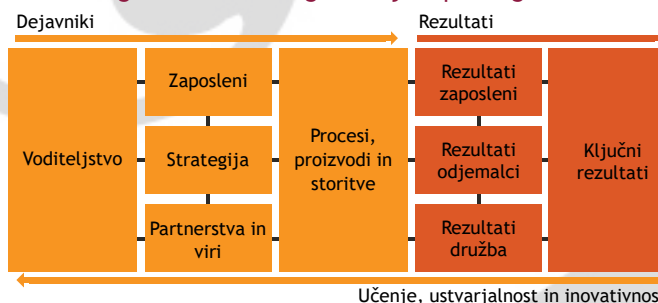 Dejavniki
Rezultati
Voditeljstvo
Zaposleni
Strategija
Partnerstva in
viri
Procesi,
proizvodi in
storitve
Rezultati
zaposleni
Rezultati
odjemalci
Rezultati
družba
Ključni
rezultati
Učenje, ustvarjalnost in inovativnos